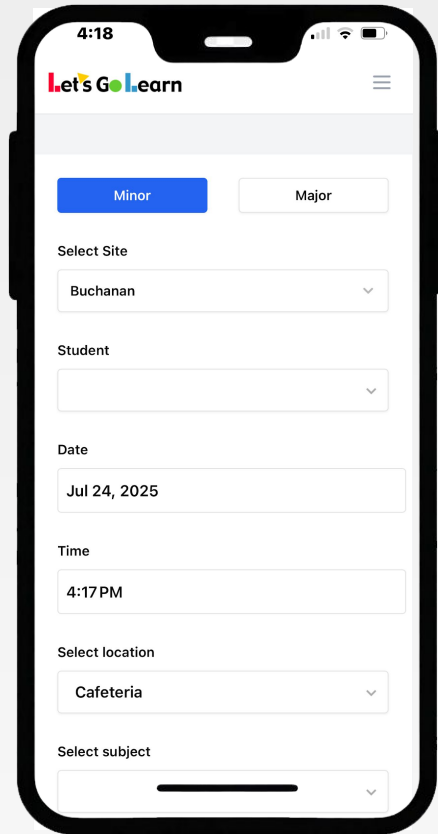 4:18
Let's Go Learn
Minor
Major
Select Site
Buchanan
Student
Date
Jul 24, 2025
Time
4:17 PM
Select location
Cafeteria
Select subject